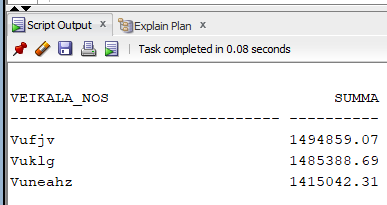 Script Output x Explain Plan x
Task completed in 0.08 seconds
VEIKALA_NOS SUMMA
------------------------------ ----------
Vufjv 1494859.07
Vuklg 1485388.69
Vuneahz 1415042.31